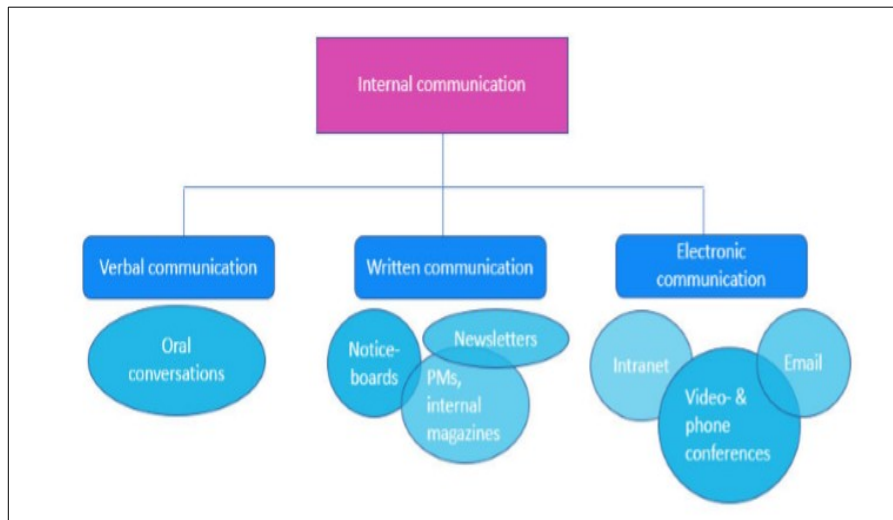 Internal communication
Verbal communication
Written communication
Electronic
communication
Oral
conversations
Notice-
boards
Newsletters
PMs,
internal
magazines
Intranet
Video- &
phone
conferences
Email